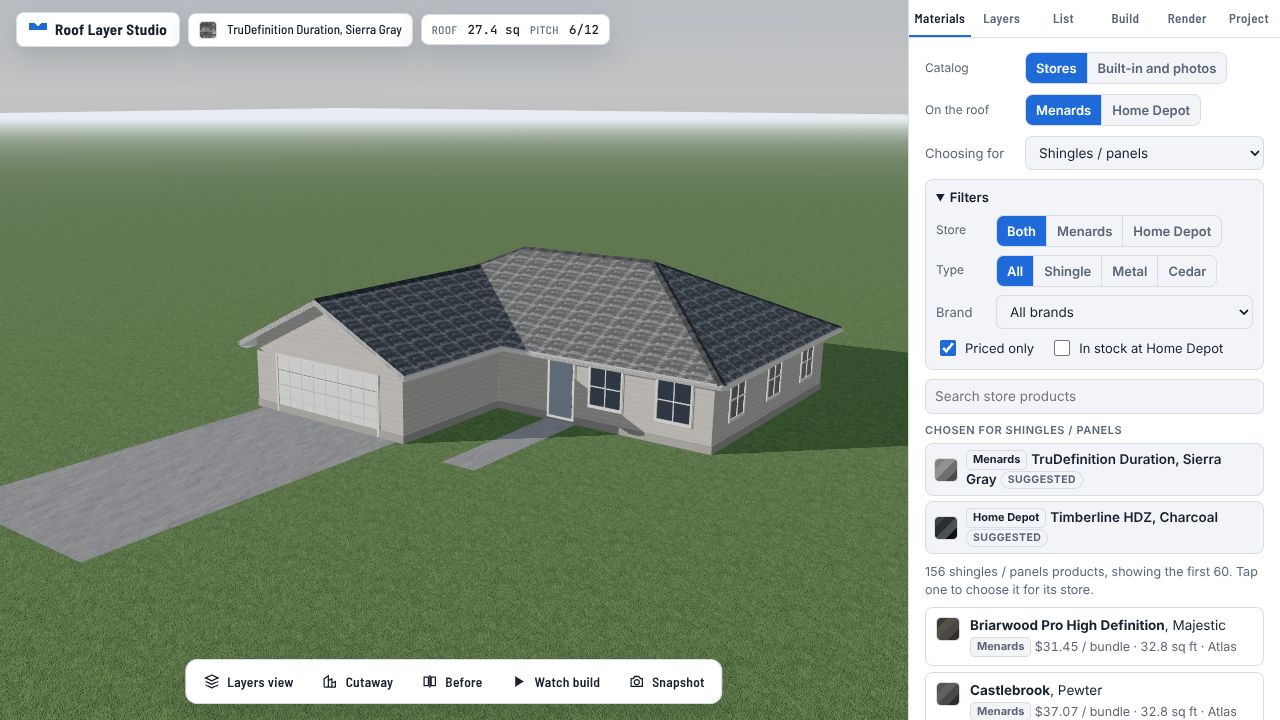 Roof Layer Studio
TruDefinition Duration, Sierra Gray
ROOF 27.4 sq PITCH 6/12
Materials Layers List Build Render Project
Catalog Stores Built-in and photos
On the roof Menards Home Depot
Choosing for Shingles / panels
▼ Filters
Store Both Menards Home Depot
Type All Shingle Metal Cedar
Brand All brands
Priced only In stock at Home Depot
Search store products
CHOSEN FOR SHINGLES / PANELS
Menards TruDefinition Duration, Sierra
Gray SUGGESTED
Home Depot Timberline HDZ, Charcoal
SUGGESTED
156 shingles / panels products, showing the first 60. Tap
one to choose it for its store.
Briarwood Pro High Definition, Majestic
Menards $31.45 / bundle · 32.8 sq ft · Atlas
Castlebrook, Pewter
Menards $37.07 / bundle · 32.8 sq ft · Atlas
Layers view Cutaway Before Watch build Snapshot